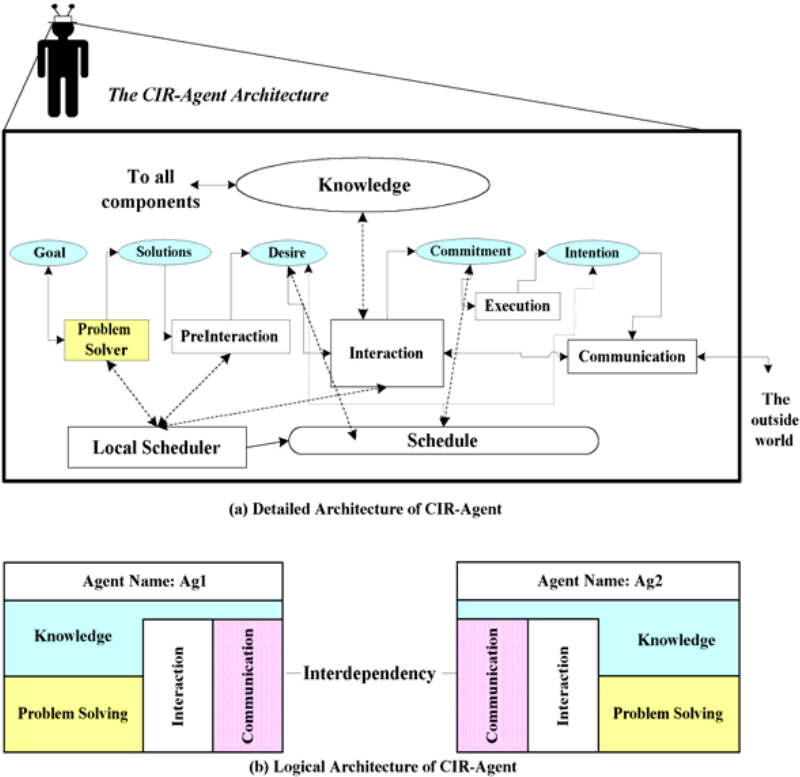 The CIR-Agent Architecture
To all
components
Knowledge
Goal
Solutions
Desire
Commitment
Intention
Execution
Problem
Solver
PreInteraction
Interaction
Communication
The
outside
world
Local Scheduler
Schedule
(a) Detailed Architecture of CIR-Agent
Agent Name: Ag1
Knowledge
Problem Solving
Interaction
Communication
Interdependency
Agent Name: Ag2
Communication
Interaction
Knowledge
Problem Solving
(b) Logical Architecture of CIR-Agent